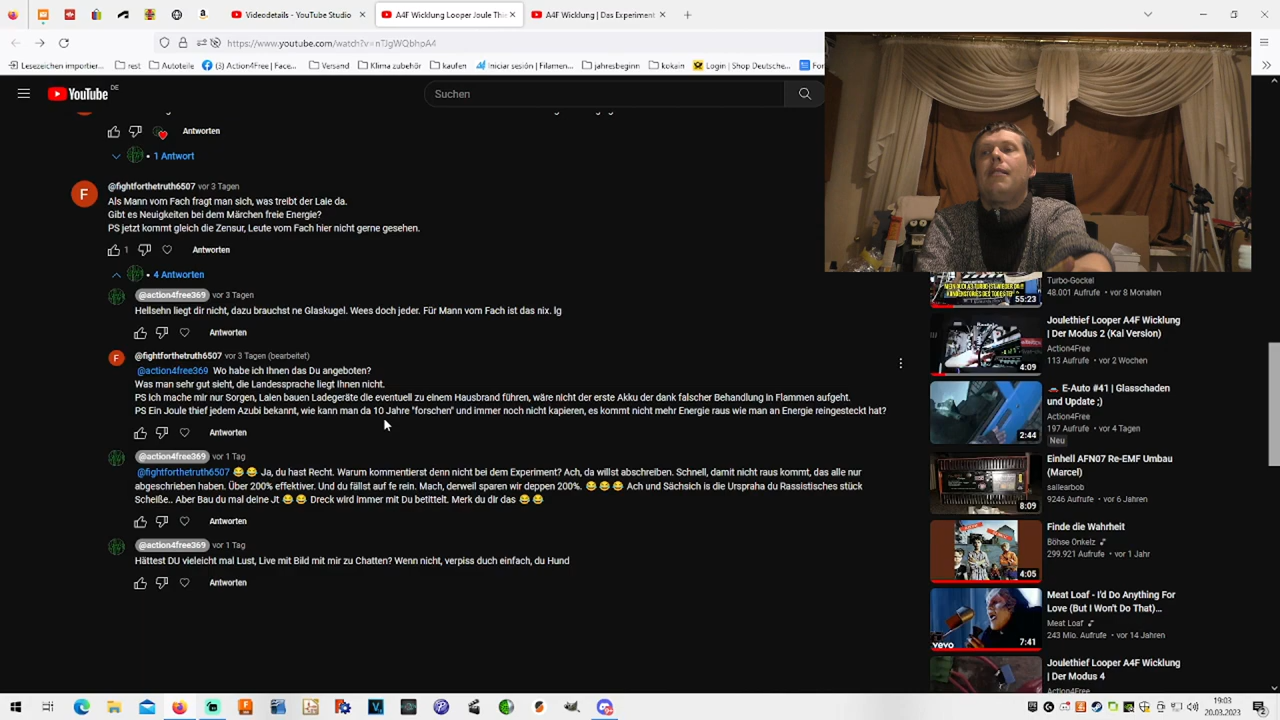 Videodetails - YouTube Studio
A4F Wicklung Looper Joule Thie
A4F Wicklung | Das Experiment
https://www.youtube.com/watch?v=nTJgWQbhpA4
Lesezeichen importier...
rest
Autoteile
(3) Action4Free | Face...
Versand
Klima zubehör
kaufen
Iniciar sesión | Filamen...
jahresbeginn
kokain
Login | Shop Deutsche...
For
YouTube DE
Suchen
Antworten
• 1 Antwort
F
@fightforthetruth6507 vor 3 Tagen
Als Mann vom Fach fragt man sich, was treibt der Laie da.
Gibt es Neuigkeiten bei dem Märchen freie Energie?
PS jetzt kommt gleich die Zensur, Leute vom Fach hier nicht gerne gesehen.
1
Antworten
• 4 Antworten
@action4free369 vor 3 Tagen
Hellsehn liegt dir nicht, dazu brauchst ne Glaskugel. Wees doch jeder. Für Mann vom Fach ist das nix. lg
Antworten
F
@fightforthetruth6507 vor 3 Tagen (bearbeitet)
@action4free369 Wo habe ich Ihnen das Du angeboten?
Was man sehr gut sieht, die Landessprache liegt Ihnen nicht.
PS Ich mache mir nur Sorgen, Laien bauen Ladegeräte die eventuell zu einem Hausbrand führen, wäre nicht der erste Akku der dank falscher Behandlung in Flammen aufgeht.
PS Ein Joule thief jedem Azubi bekannt, wie kann man da 10 Jahre "forschen" und immer noch nicht kapieren, es kommt nicht mehr Energie raus wie man an Energie reingesteckt hat?
Antworten
@action4free369 vor 1 Tag
@fightforthetruth6507 😂😂 Ja, du hast Recht. Warum kommentierst denn nicht bei dem Experiment? Ach, da willst abschreiben. Schnell, damit nicht raus kommt, das alle nur
abgeschrieben haben. Über 200% effektiver. Und du fällst auf fe rein. Mach, derweil sparen wir deppen 200%. 😂😂😂 Ach und Sächsich is die Urspraha du Rassistisches stück
Scheiße.. Aber Bau du mal deine Jt 😂😂 Dreck wird Immer mit Du betittelt. Merk du dir das 😂😂
Antworten
@action4free369 vor 1 Tag
Hättest DU vieleicht mal Lust, Live mit Bild mit mir zu Chatten? Wenn nicht, verpiss duch einfach, du Hund
Antworten
55:23
Turbo-Gockel
48.001 Aufrufe • vor 8 Monaten
Joulethief Looper A4F Wicklung
| Der Modus 2 (Kai Version)
Action4Free
113 Aufrufe • vor 2 Wochen
4:09
E-Auto #41 | Glasschaden
und Update ;)
Action4Free
197 Aufrufe • vor 4 Tagen
Neu
2:44
Einhell AFN07 Re-EMF Umbau
(Marcel)
sailearbob
9246 Aufrufe • vor 6 Jahren
8:09
Finde die Wahrheit
Böhse Onkelz
299.921 Aufrufe • vor 1 Jahr
4:05
Meat Loaf - I'd Do Anything For
Love (But I Won't Do That)...
Meat Loaf
243 Mio. Aufrufe • vor 14 Jahren
vevo
7:41
Joulethief Looper A4F Wicklung
| Der Modus 4
Action4Free
19:03
20.03.2023